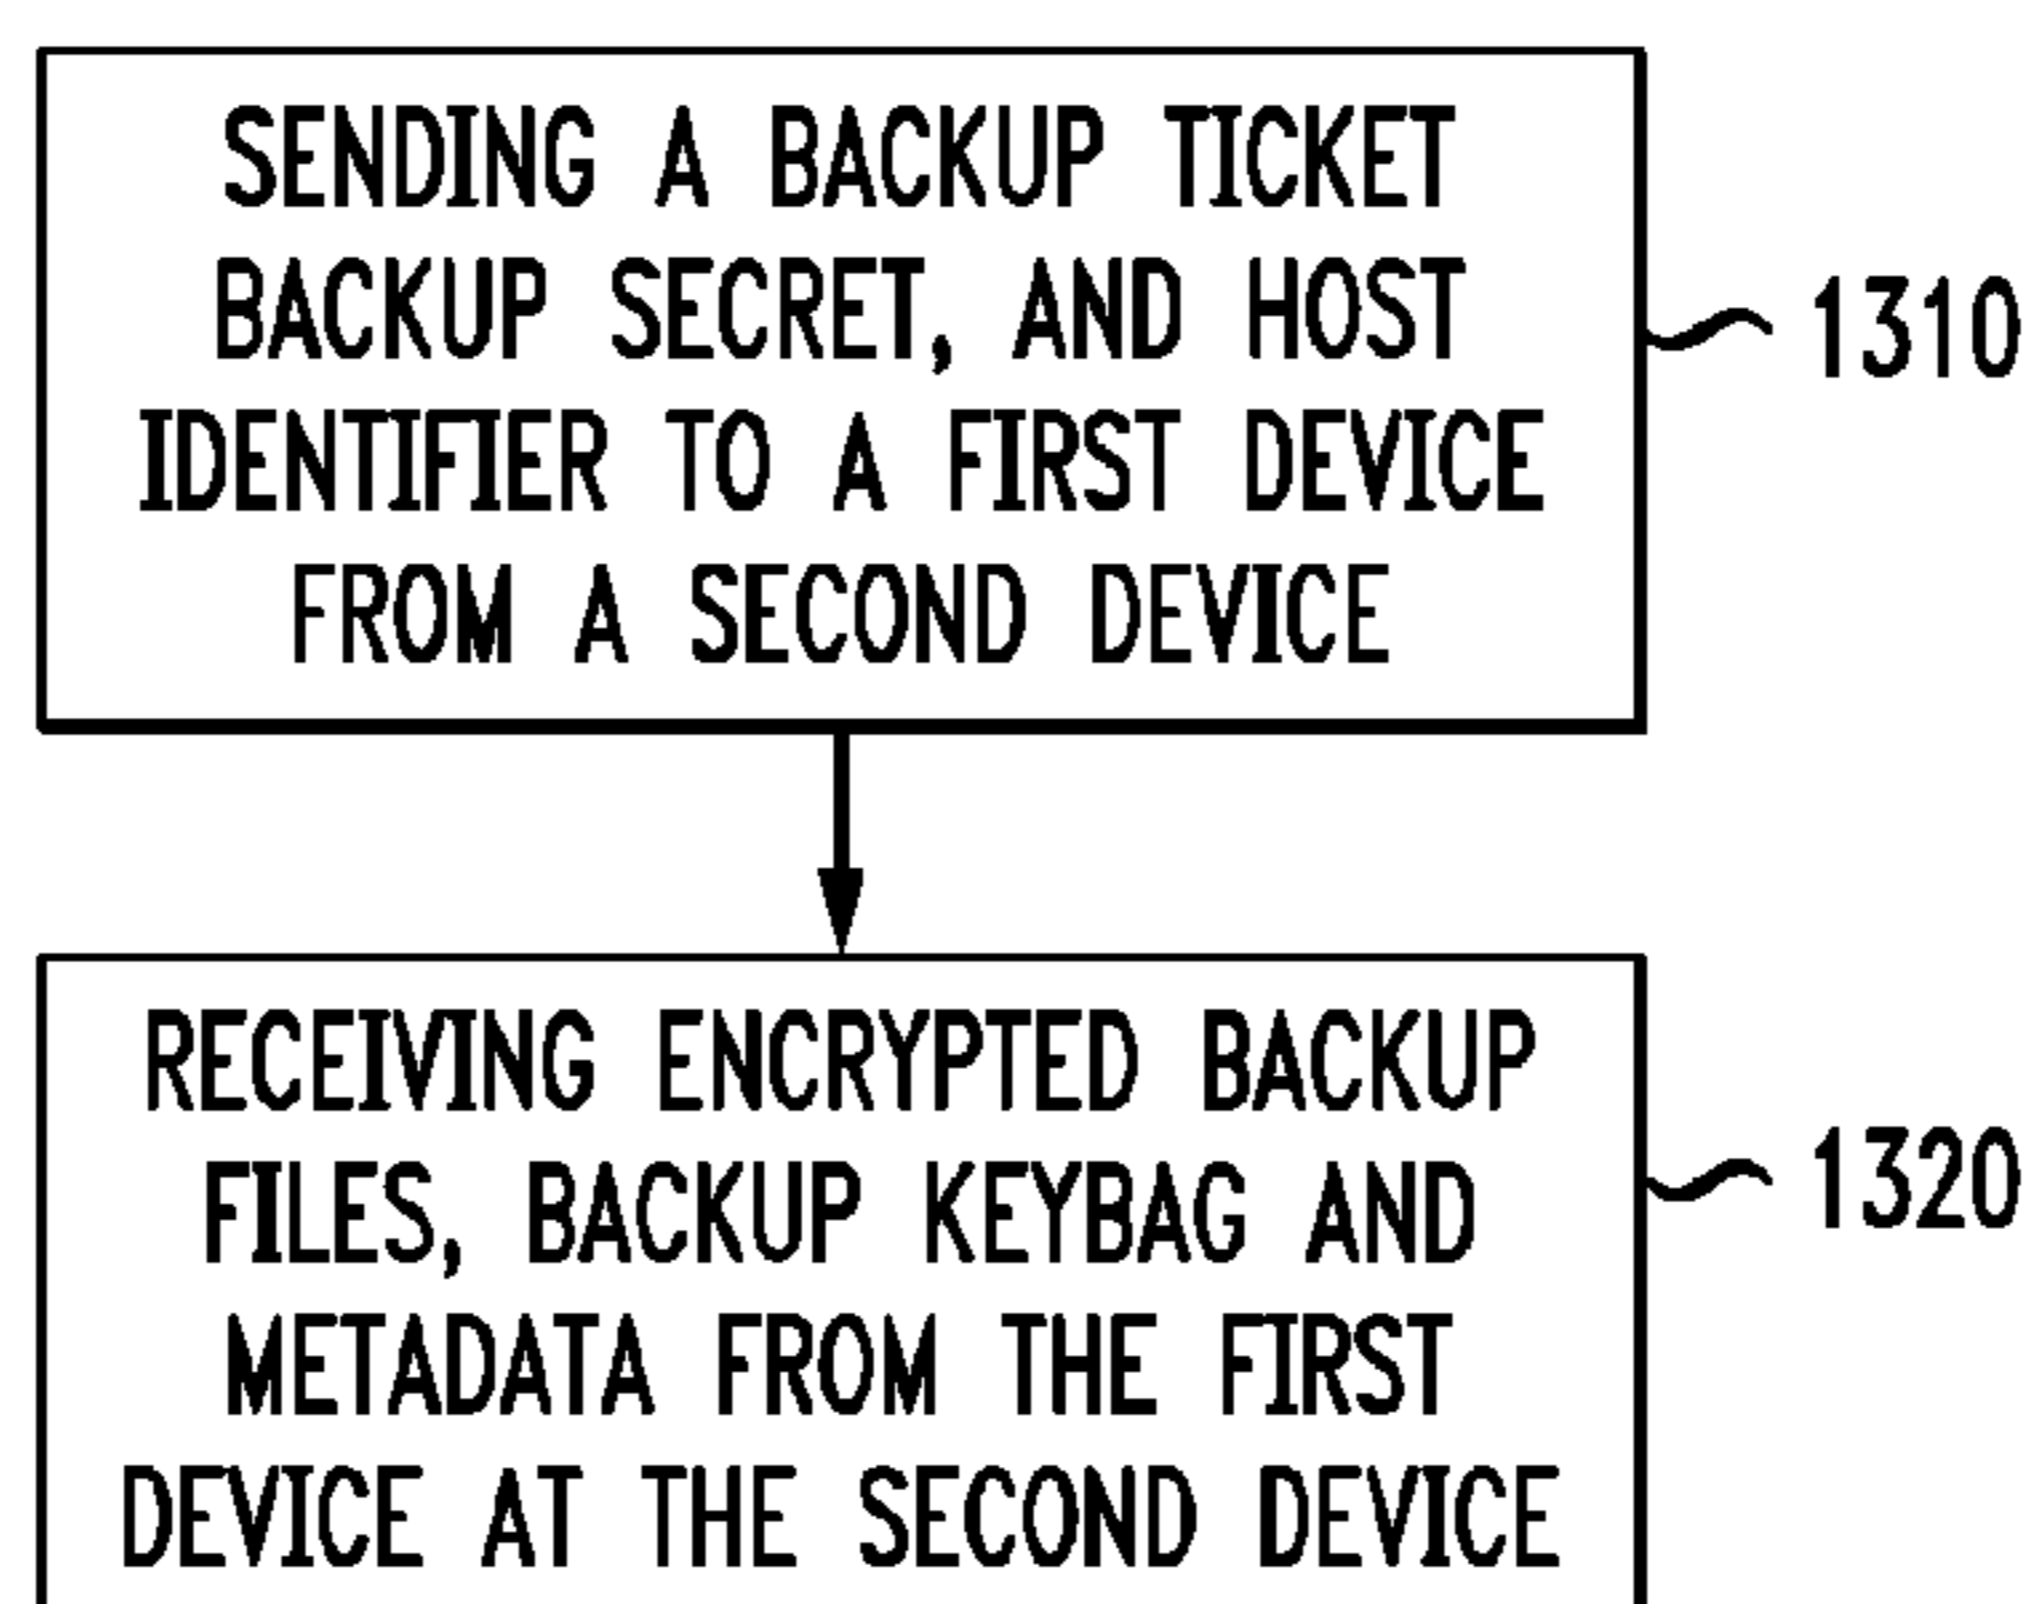 SENDING A BACKUP TICKET
BACKUP SECRET, AND HOST
IDENTIFIER TO A FIRST DEVICE
FROM A SECOND DEVICE
1310
RECEIVING ENCRYPTED BACKUP
FILES, BACKUP KEYBAG AND
METADATA FROM THE FIRST
DEVICE AT THE SECOND DEVICE
1320